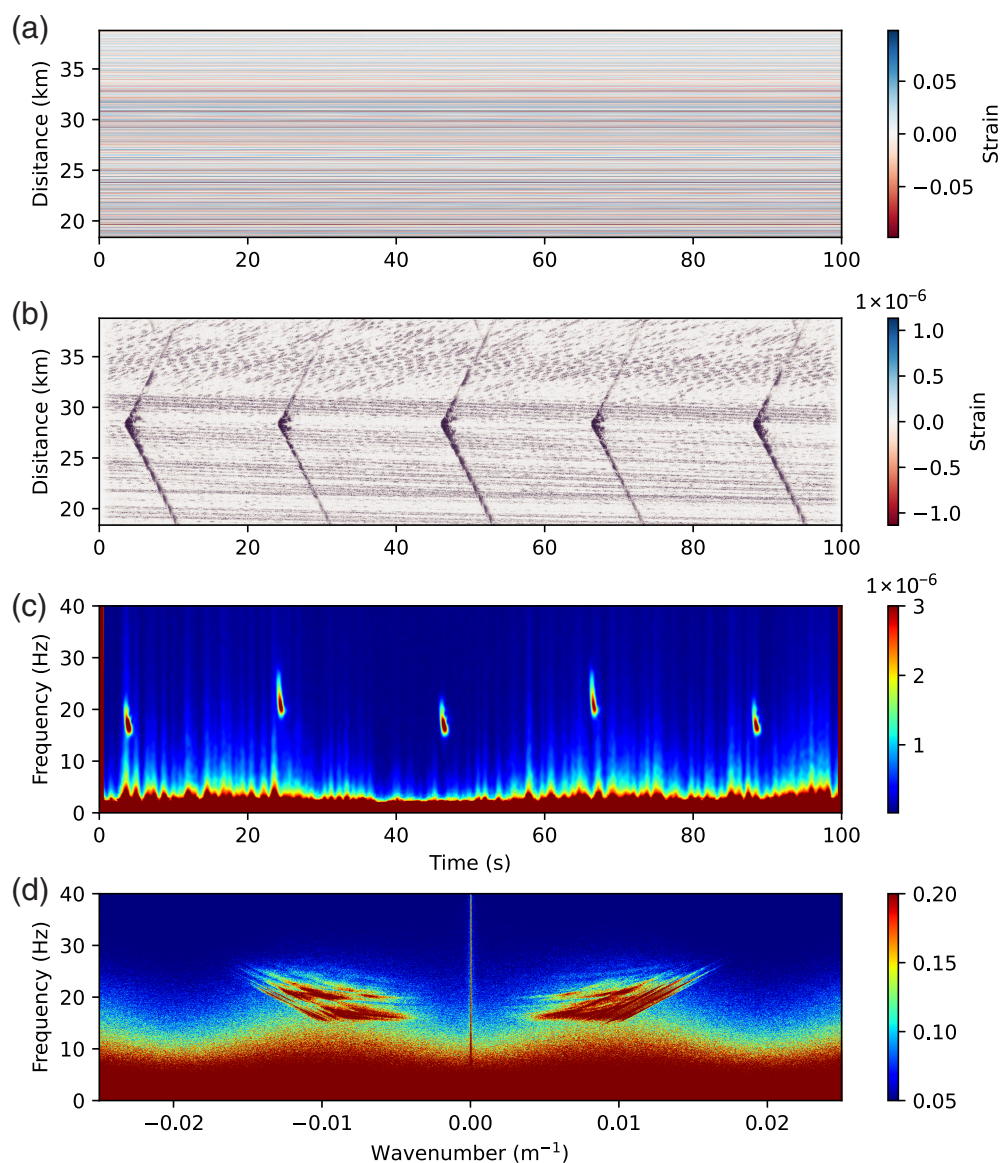 (a)
Disitance (km)
35
30
25
20
0 20 40 60 80 100
0.05
0.00
−0.05
Strain
(b)
1×10⁻⁶
Disitance (km)
35
30
25
20
0 20 40 60 80 100
1.0
0.5
0.0
−0.5
−1.0
Strain
(c)
1×10⁻⁶
Frequency (Hz)
40
30
20
10
0
0 20 40 60 80 100
Time (s)
3
2
1
(d)
Frequency (Hz)
40
30
20
10
0
−0.02 −0.01 0.00 0.01 0.02
Wavenumber (m⁻¹)
0.20
0.15
0.10
0.05